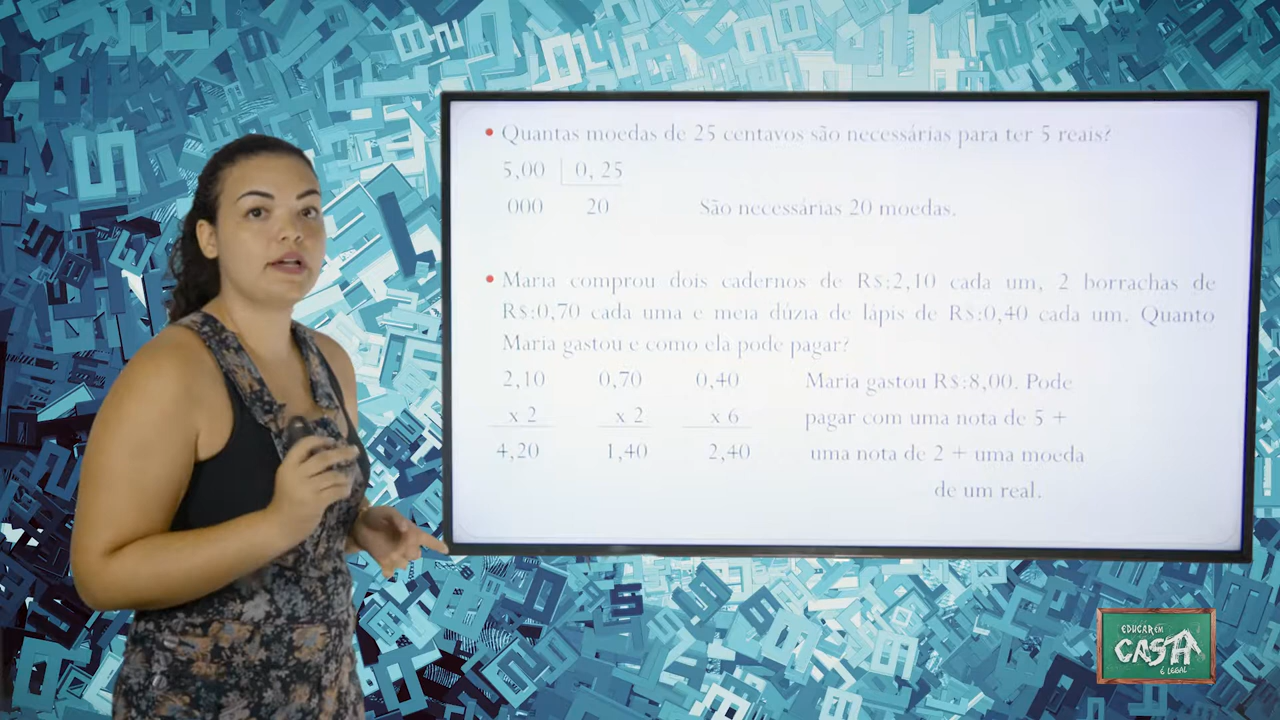 Quantas moedas de 25 centavos são necessárias para ter 5 reais?
5,00 0, 25
000 20 São necessárias 20 moedas.
Maria comprou dois cadernos de R$:2,10 cada um, 2 borrachas de
R$:0,70 cada uma e meia dúzia de lápis de R$:0,40 cada um. Quanto
Maria gastou e como ela pode pagar?
2,10 0,70 0,40 Maria gastou R$:8,00. Pode
x 2 x 2 x 6 pagar com uma nota de 5 +
4,20 1,40 2,40 uma nota de 2 + uma moeda
de um real.
EDUCAR EM
CASA
É LEGAL